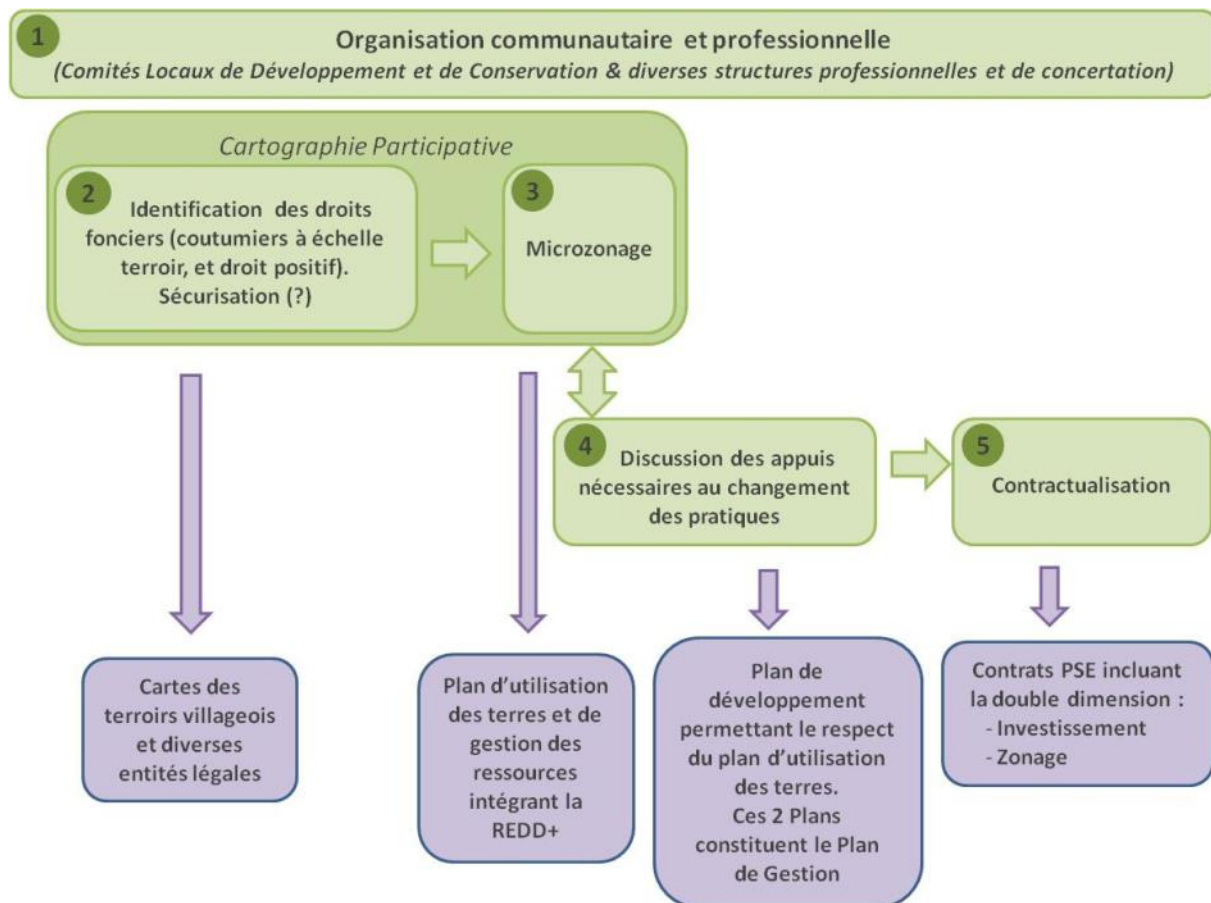 1
Organisation communautaire et professionnelle
(Comités Locaux de Développement et de Conservation & diverses structures professionnelles et de concertation)
Cartographie Participative
2
Identification des droits
fonciers (coutumiers à échelle
terroir, et droit positif).
Sécurisation (?)
3
Microzonage
4
Discussion des appuis
nécessaires au changement
des pratiques
5
Contractualisation
Cartes des
terroirs villageois
et diverses
entités légales
Plan d’utilisation
des terres et de
gestion des
ressources
intégrant la
REDD+
Plan de
développement
permettant le respect
du plan d’utilisation
des terres.
Ces 2 Plans
constituent le Plan
de Gestion
Contrats PSE incluant
la double dimension :
- Investissement
- Zonage